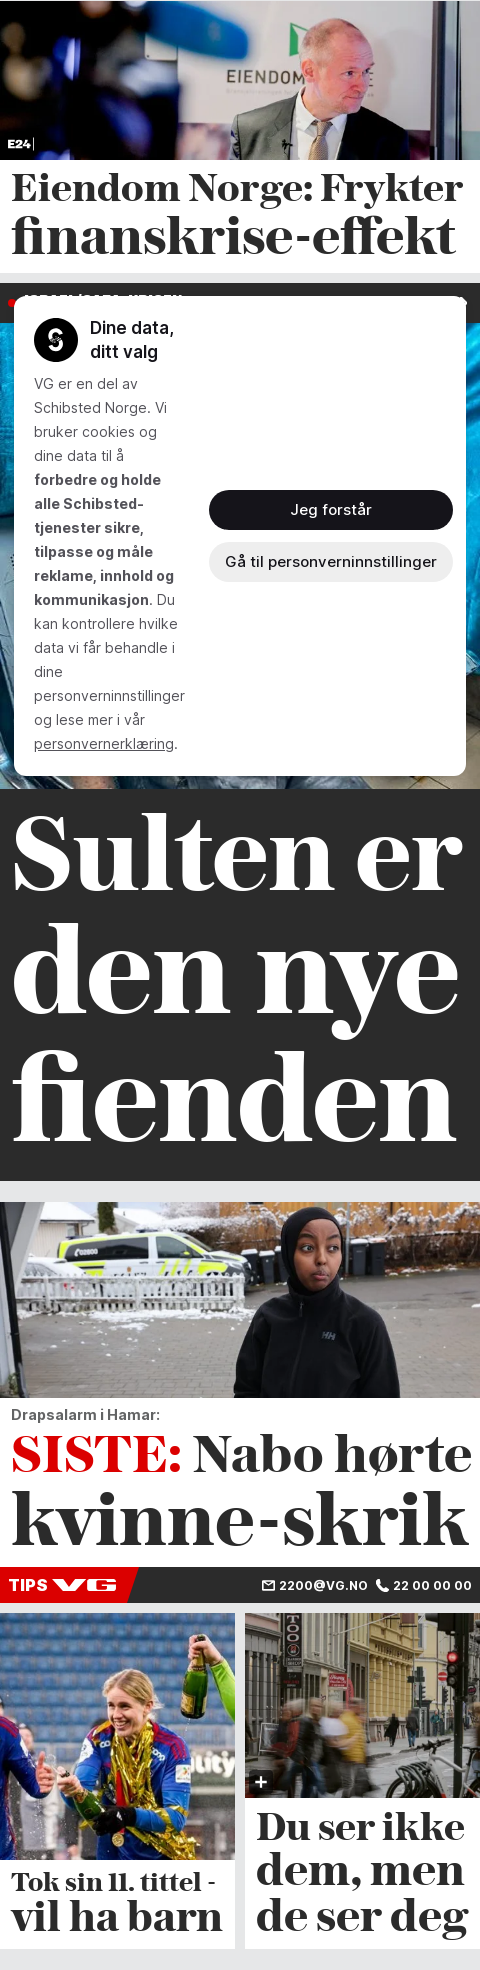 EIENDOM
E24
Eiendom Norge: Frykter
finanskrise-effekt
Dine data,
ditt valg
VG er en del av
Schibsted Norge. Vi
bruker cookies og
dine data til å
forbedre og holde
alle Schibsted-
tjenester sikre,
tilpasse og måle
reklame, innhold og
kommunikasjon. Du
kan kontrollere hvilke
data vi får behandle i
dine
personverninnstillinger
og lese mer i vår
personvernerklæring.
Jeg forstår
Gå til personverninnstillinger
Sulten er
den nye
fienden
02800
HH
Drapsalarm i Hamar:
SISTE: Nabo hørte
kvinne-skrik
TIPS VG
2200@VG.NO 22 00 00 00
Tok sin 11. tittel -
vil ha barn
Du ser ikke
dem, men
de ser deg